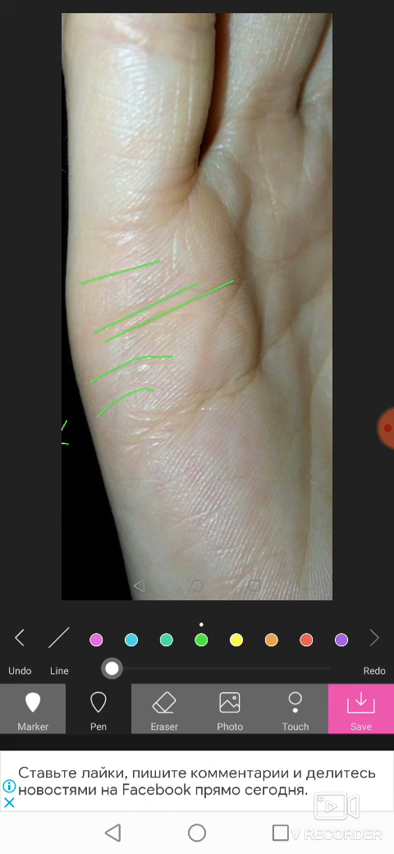 Undo
Line
Redo
Marker
Pen
Eraser
Photo
Touch
Save
Ставьте лайки, пишите комментарии и делитесь
новостями на Facebook прямо сегодня.
V RECORDER